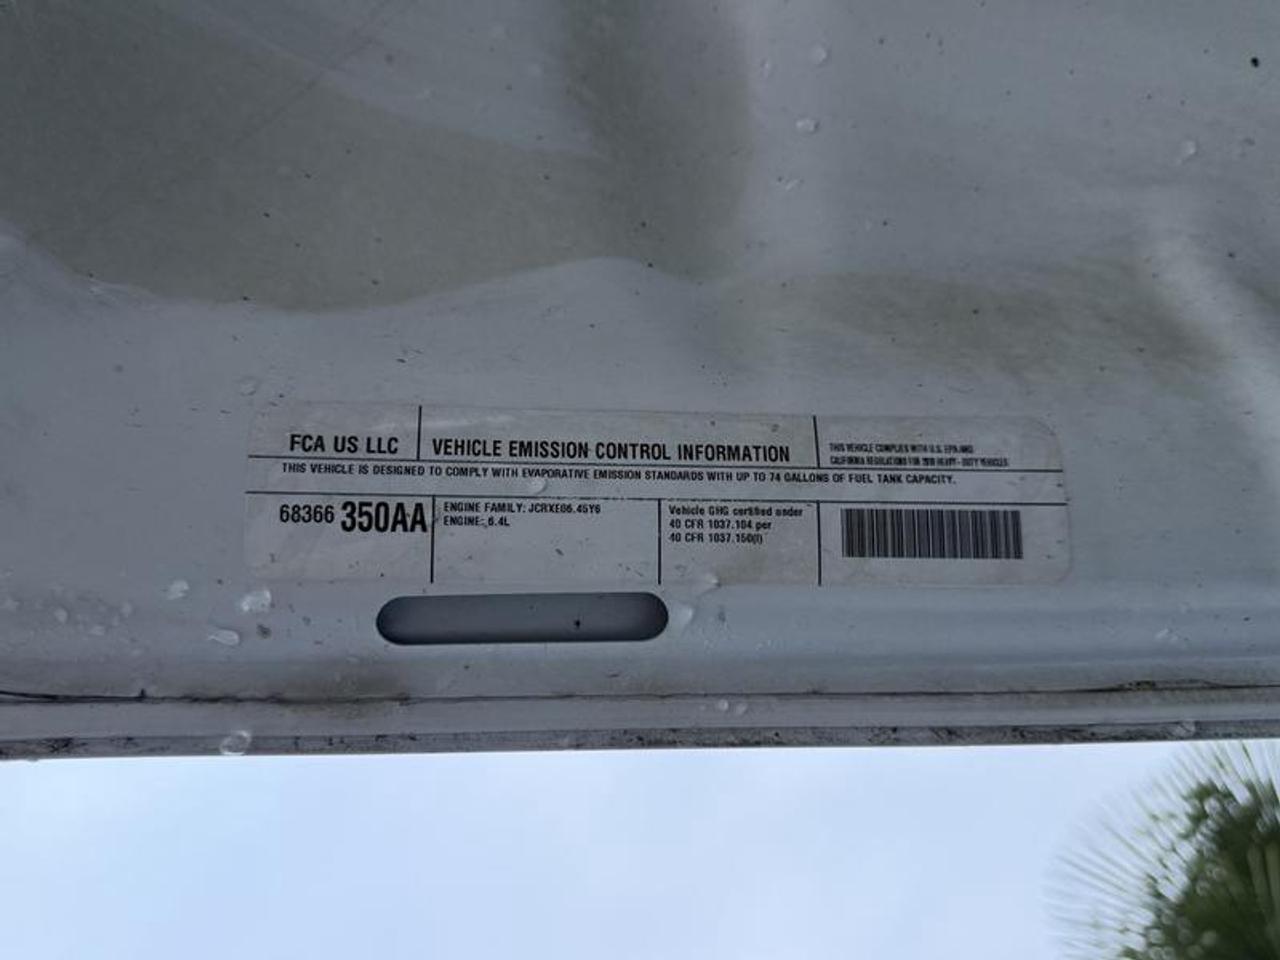 FCA US LLC
VEHICLE EMISSION CONTROL INFORMATION
THIS VEHICLE COMPLIES WITH U.S. EPA AND
CALIFORNIA REGULATIONS FOR 2018 HEAVY-DUTY VEHICLES
THIS VEHICLE IS DESIGNED TO COMPLY WITH EVAPORATIVE EMISSION STANDARDS WITH UP TO 74 GALLONS OF FUEL TANK CAPACITY.
68366 350AA
ENGINE FAMILY: JCRXE06.45Y6
ENGINE: 6.4L
Vehicle GHG certified under
40 CFR 1037.104 per
40 CFR 1037.150(l)